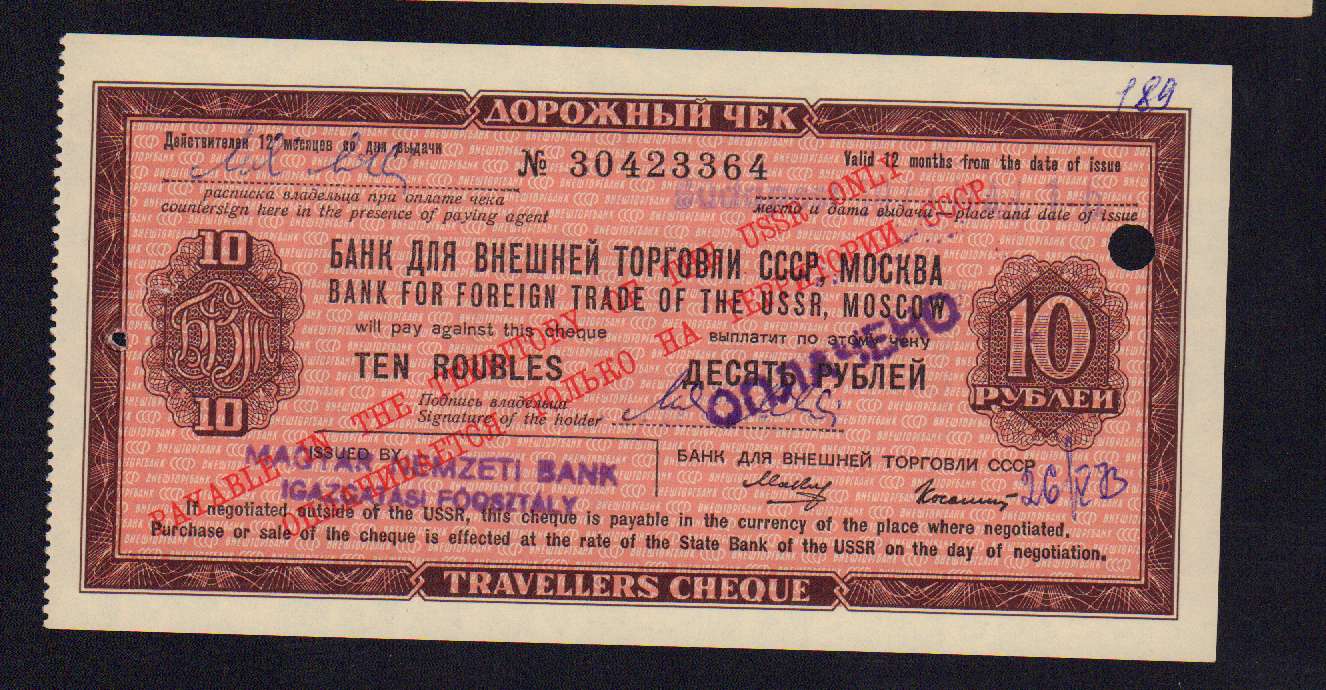 189
ДОРОЖНЫЙ ЧЕК
Действителен 12 месяцев со дня выдачи
№ 30423364
Valid 12 months from the date of issue
расписка владельца при оплате чека
countersign here in the presence of paying agent
место и дата выдачи – place and date of issue
10
БВТ
10
БАНК ДЛЯ ВНЕШНЕЙ ТОРГОВЛИ СССР, МОСКВА
BANK FOR FOREIGN TRADE OF THE USSR, MOSCOW
will pay against this cheque
выплатит по этому чеку
TEN ROUBLES
ДЕСЯТЬ РУБЛЕЙ
10
РУБЛЕЙ
Подпись владельца
Signature of the holder
ОПЛАЧЕНО
PAYABLE ON THE TERRITORY OF THE USSR ONLY
ОПЛАЧИВАЕТСЯ ТОЛЬКО НА ТЕРРИТОРИИ СССР
ISSUED BY
MAGYAR NEMZETI BANK
IGAZGATÁSI FŐOSZTÁLY
БАНК ДЛЯ ВНЕШНЕЙ ТОРГОВЛИ СССР
26/V 73
If negotiated outside of the USSR, this cheque is payable in the currency of the place where negotiated.
Purchase or sale of the cheque is effected at the rate of the State Bank of the USSR on the day of negotiation.
TRAVELLERS CHEQUE